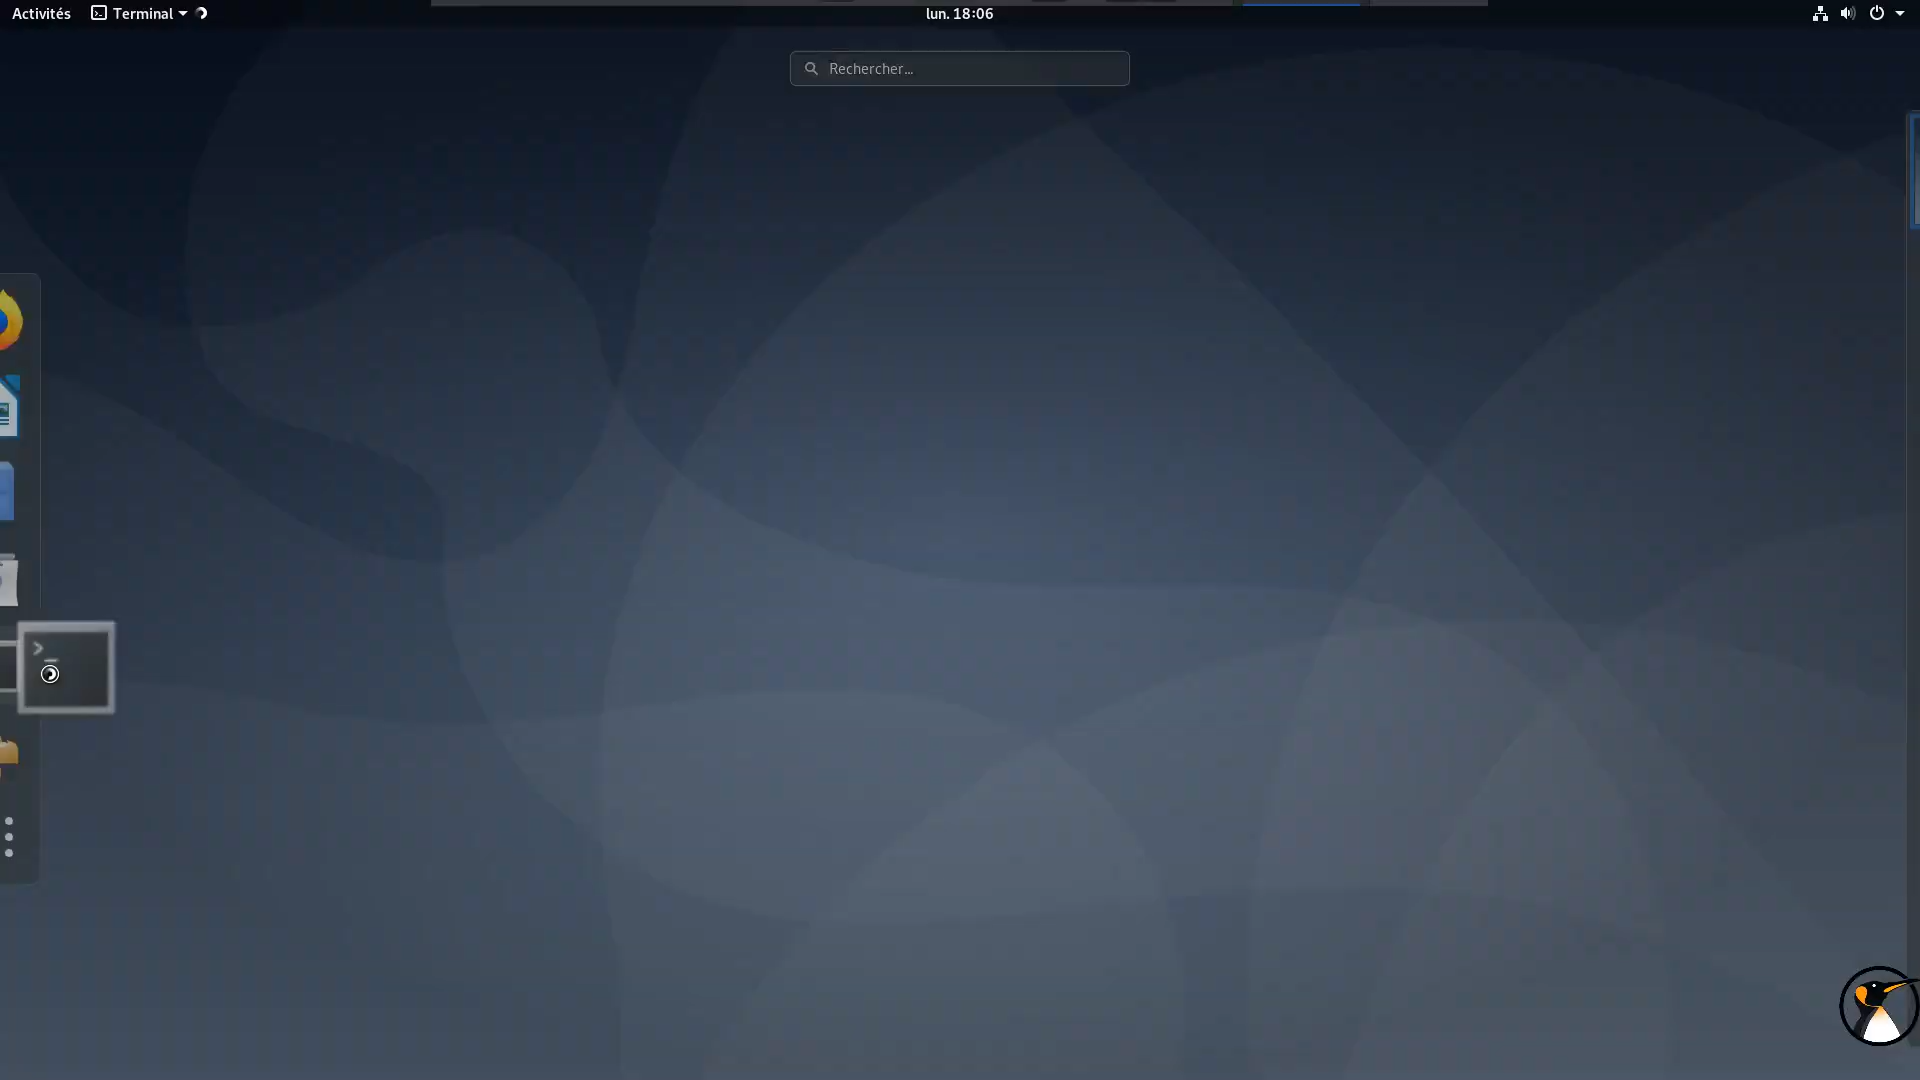 Activités
Terminal
lun. 18:06
Rechercher…
>_